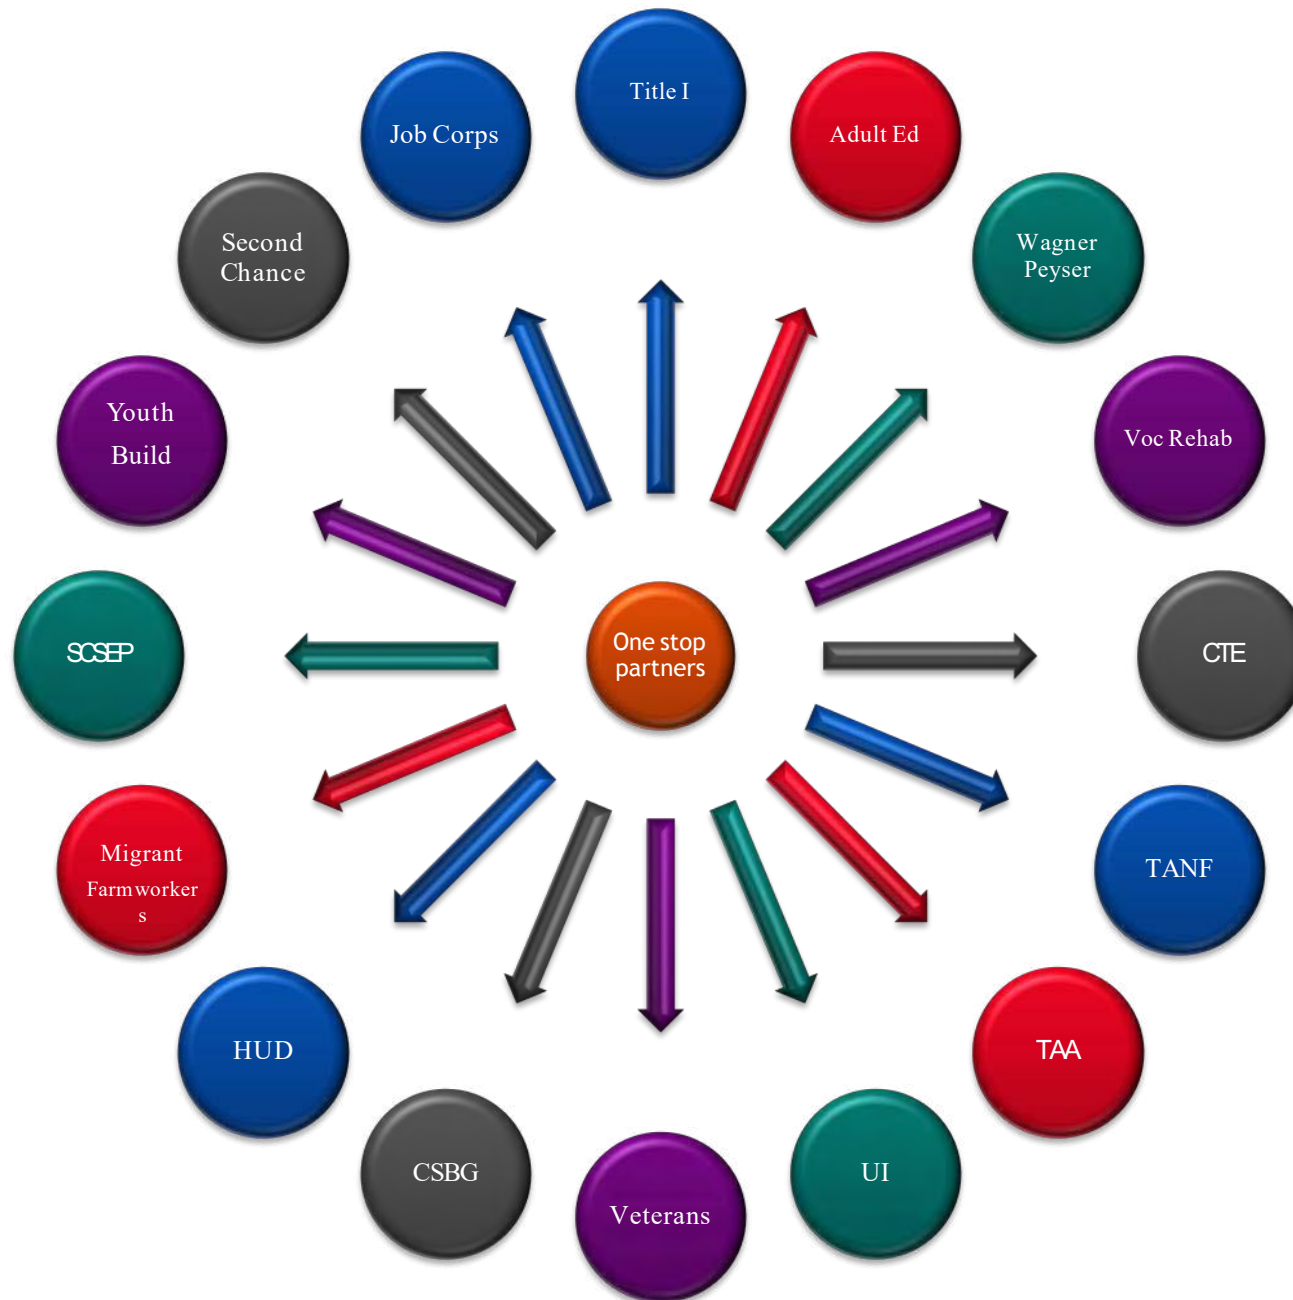 Title I
Adult Ed
Wagner
Peyser
Voc Rehab
CTE
TANF
TAA
UI
Veterans
CSBG
HUD
Migrant
Farmworker
s
SCSEP
Youth
Build
Second
Chance
Job Corps
One stop
partners